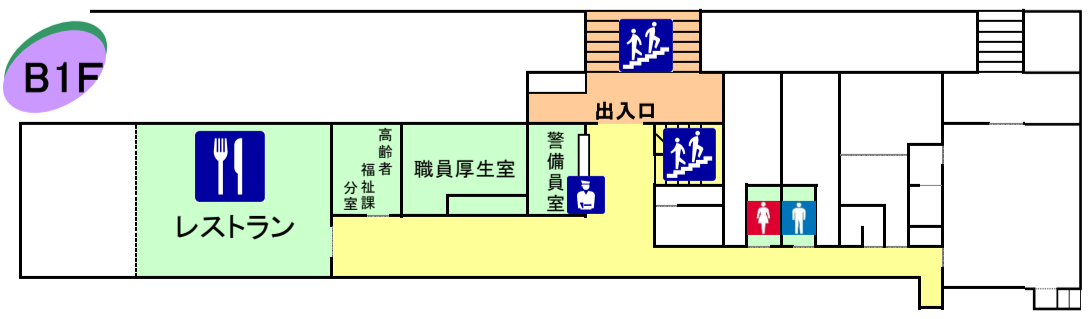 B1F
出入口
レストラン
高齢者
福祉課
分室
職員厚生室
警備員室